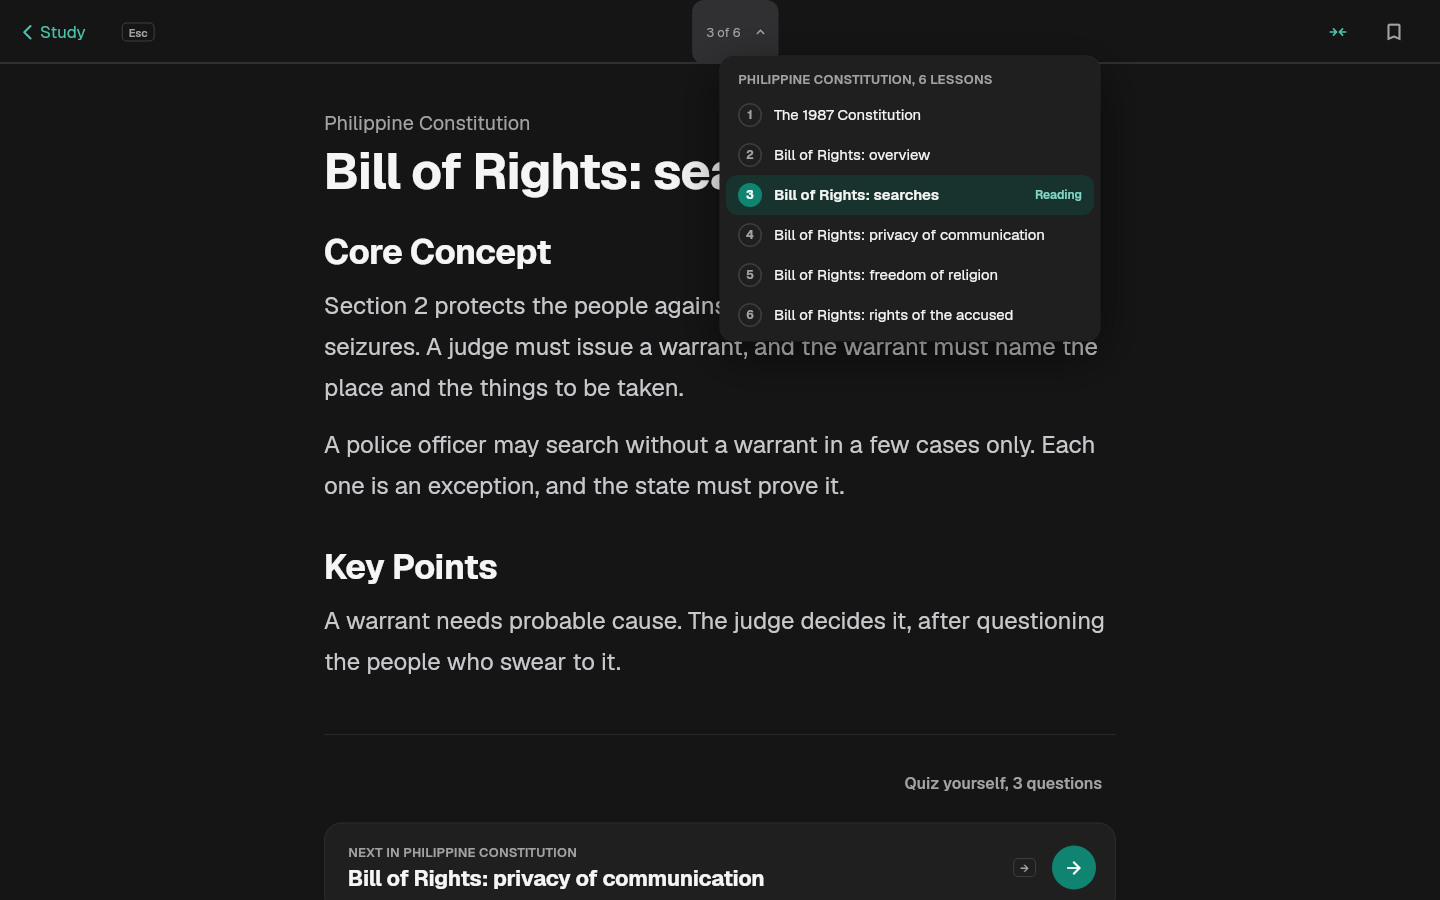 Study
Esc
3 of 6
PHILIPPINE CONSTITUTION, 6 LESSONS
1 The 1987 Constitution
2 Bill of Rights: overview
3 Bill of Rights: searches Reading
4 Bill of Rights: privacy of communication
5 Bill of Rights: freedom of religion
6 Bill of Rights: rights of the accused
Philippine Constitution
Bill of Rights:
Core Concept
Section 2 protects the people
seizures. A judge must issue a warrant, and the warrant must name the
place and the things to be taken.
A police officer may search without a warrant in a few cases only. Each
one is an exception, and the state must prove it.
Key Points
A warrant needs probable cause. The judge decides it, after questioning
the people who swear to it.
Quiz yourself, 3 questions
NEXT IN PHILIPPINE CONSTITUTION
Bill of Rights: privacy of communication